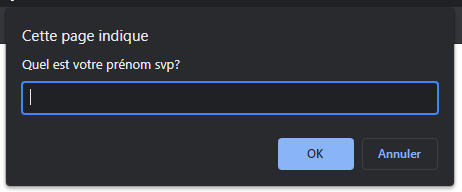 Cette page indique
Quel est votre prénom svp?
OK
Annuler